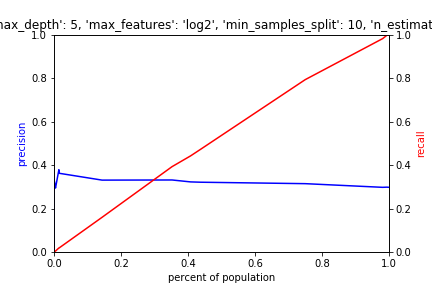 max_depth': 5, 'max_features': 'log2', 'min_samples_split': 10, 'n_estimat
1.0
0.8
0.6
0.4
0.2
0.0
precision
1.0
0.8
0.6
0.4
0.2
0.0
recall
0.0 0.2 0.4 0.6 0.8 1.0
percent of population